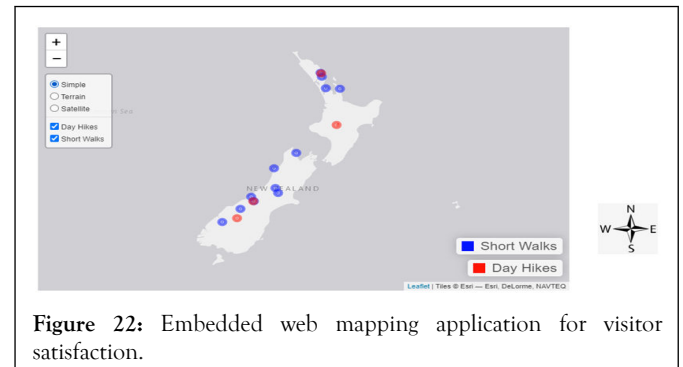 +
−
Simple
Terrain
Satellite
Day Hikes
Short Walks
NEW ZEALAND
Short Walks
Day Hikes
Leaflet | Tiles © Esri — Esri, DeLorme, NAVTEQ
N
W E
S
Figure 22: Embedded web mapping application for visitor
satisfaction.